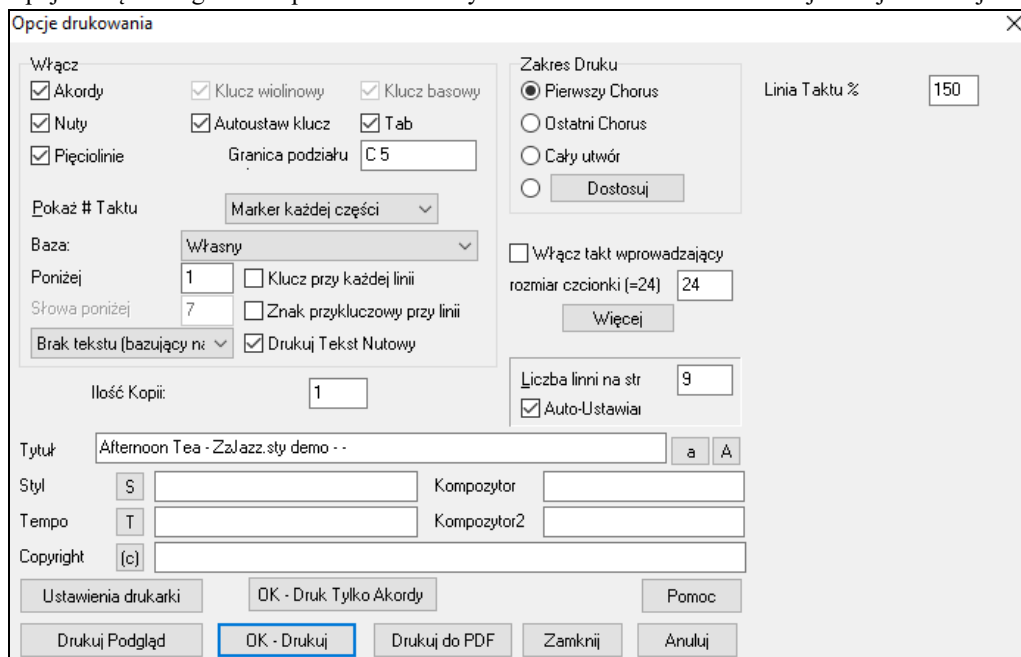 Opcje drukowania
Włącz
Akordy Klucz wiolinowy Klucz basowy
Nuty Autoustaw klucz Tab
Pięciolinie Granica podziału C 5
Pokaż # Taktu Marker każdej części
Baza: Własny
Poniżej 1 Klucz przy każdej linii
Słowa poniżej 7 Znak przykluczowy przy linii
Brak tekstu (bazujący na Drukuj Tekst Nutowy
Ilość Kopii: 1
Zakres Druku
Pierwszy Chorus
Ostatni Chorus
Cały utwór
Dostosuj
Włącz takt wprowadzający
rozmiar czcionki (=24) 24
Więcej
Liczba linni na str 9
Auto-Ustawiar
Linia Taktu % 150
Tytuł Afternoon Tea - ZzJazz.sty demo - - a A
Styl S Kompozytor
Tempo T Kompozytor2
Copyright (c)
Ustawienia drukarki OK - Druk Tylko Akordy Pomoc
Drukuj Podgląd OK - Drukuj Drukuj do PDF Zamknij Anuluj